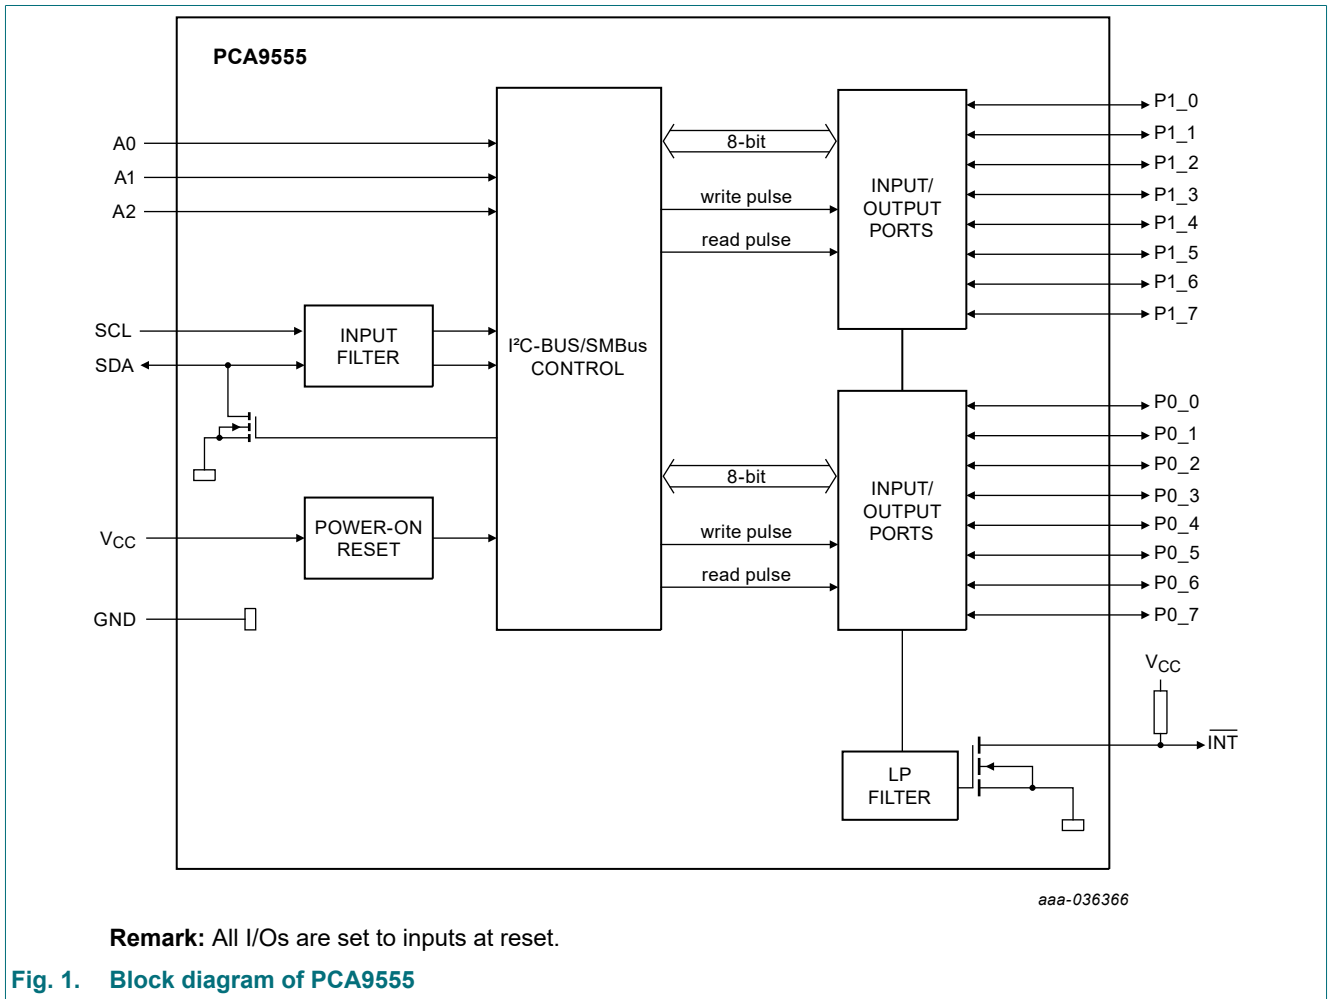 PCA9555
A0
A1
A2
SCL
SDA
VCC
GND
INPUT
FILTER
POWER-ON
RESET
I²C-BUS/SMBus
CONTROL
8-bit
write pulse
read pulse
8-bit
write pulse
read pulse
INPUT/
OUTPUT
PORTS
INPUT/
OUTPUT
PORTS
LP
FILTER
P1_0
P1_1
P1_2
P1_3
P1_4
P1_5
P1_6
P1_7
P0_0
P0_1
P0_2
P0_3
P0_4
P0_5
P0_6
P0_7
VCC
INT
aaa-036366
Remark: All I/Os are set to inputs at reset.
Fig. 1. Block diagram of PCA9555